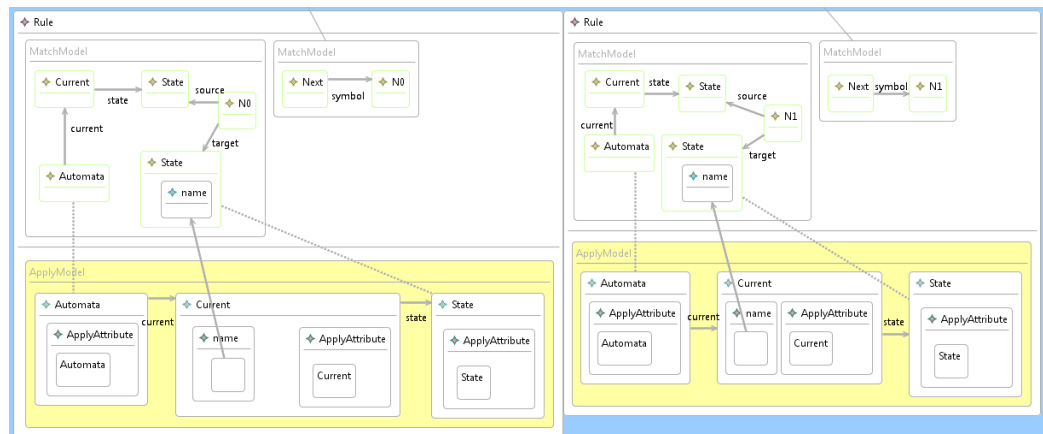 Rule
MatchModel
Current
State
state
source
N0
current
target
State
Automata
name
MatchModel
Next
N0
symbol
ApplyModel
Automata
current
Current
state
State
ApplyAttribute
Automata
name
ApplyAttribute
Current
ApplyAttribute
State
Rule
MatchModel
Current
state
State
source
N1
current
target
Automata
State
name
MatchModel
Next
symbol
N1
ApplyModel
Automata
current
Current
state
State
ApplyAttribute
Automata
name
ApplyAttribute
Current
ApplyAttribute
State